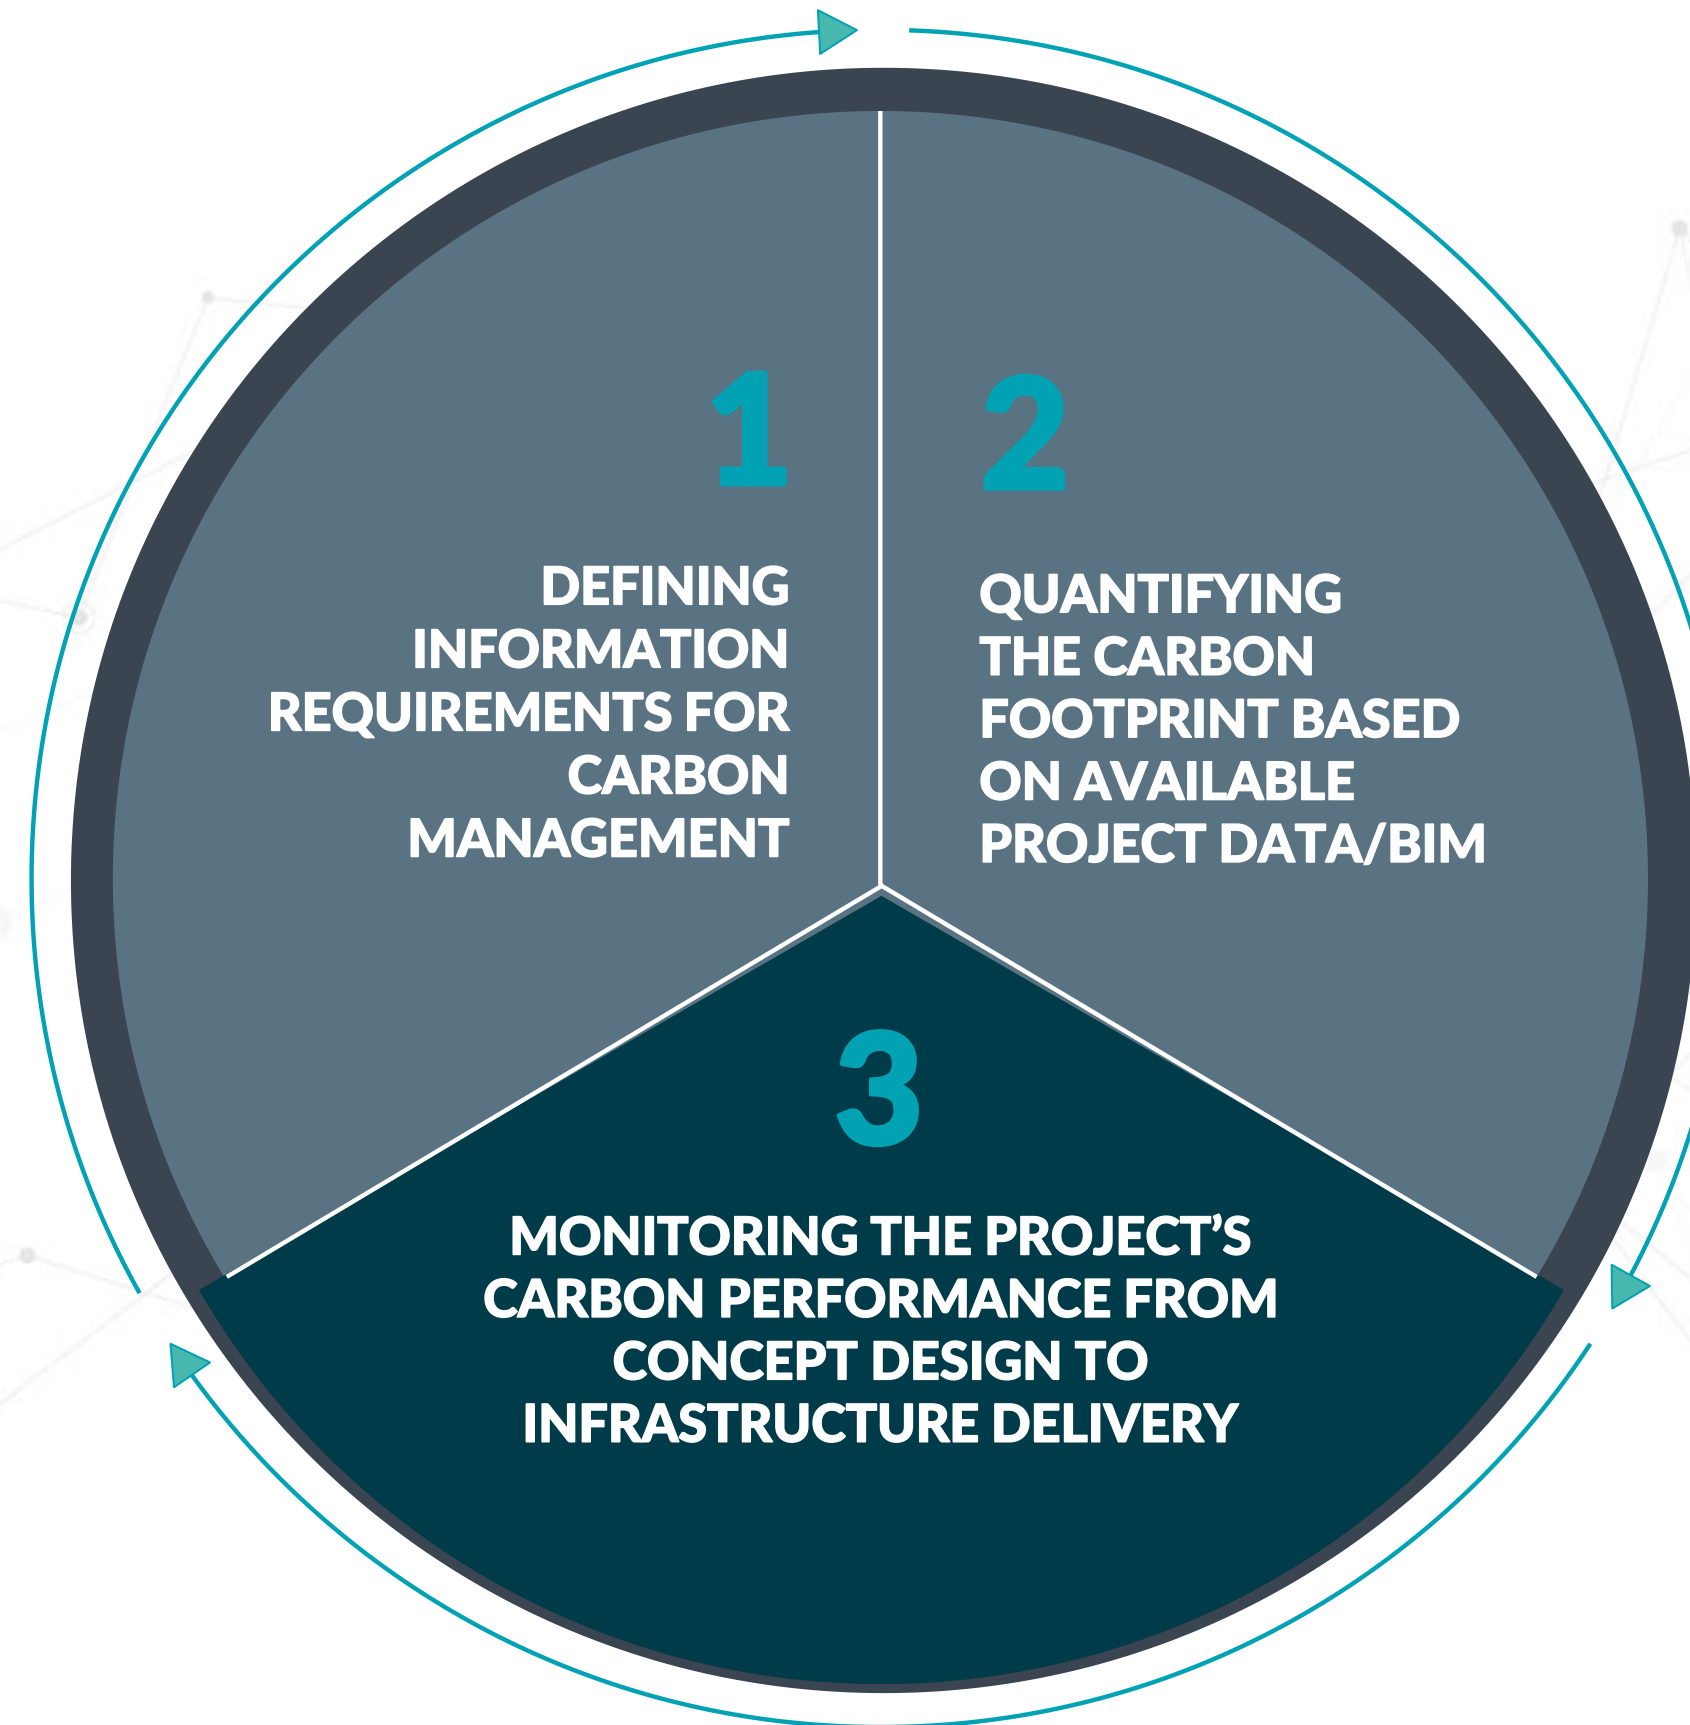 1
DEFINING
INFORMATION
REQUIREMENTS FOR
CARBON
MANAGEMENT
2
QUANTIFYING
THE CARBON
FOOTPRINT BASED
ON AVAILABLE
PROJECT DATA/BIM
3
MONITORING THE PROJECT’S
CARBON PERFORMANCE FROM
CONCEPT DESIGN TO
INFRASTRUCTURE DELIVERY